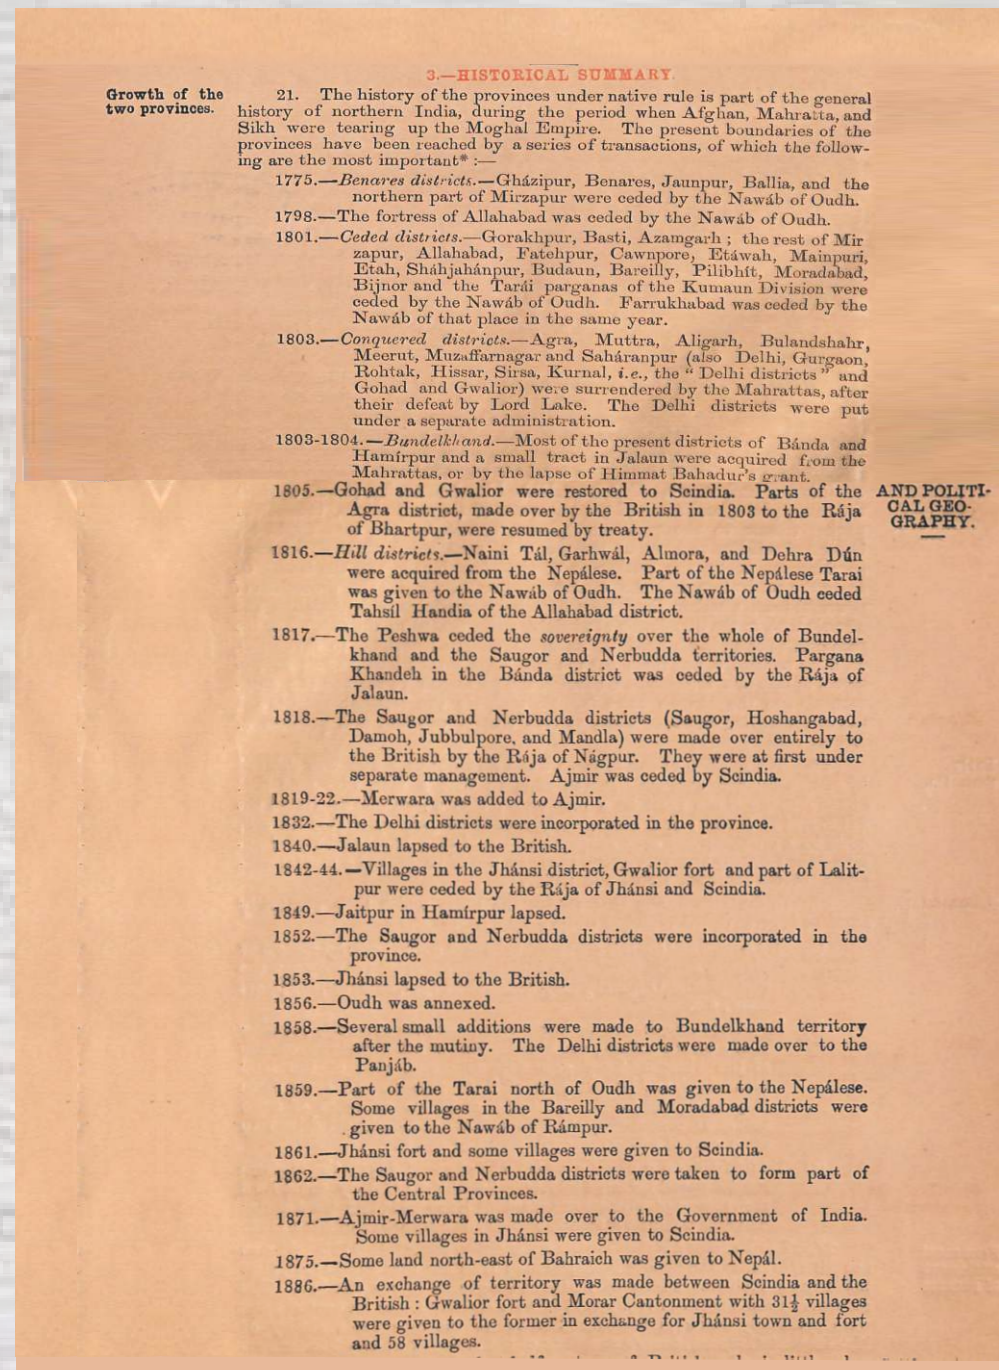 3.—HISTORICAL SUMMARY.
Growth of the
two provinces.
21. The history of the provinces under native rule is part of the general
history of northern India, during the period when Afghan, Mahratta, and
Sikh were tearing up the Moghal Empire. The present boundaries of the
provinces have been reached by a series of transactions, of which the follow-
ing are the most important* :—
1775.—Benares districts.—Gházipur, Benares, Jaunpur, Ballia, and the
northern part of Mirzapur were ceded by the Nawáb of Oudh.
1798.—The fortress of Allahabad was ceded by the Nawáb of Oudh.
1801.—Ceded districts.—Gorakhpur, Basti, Azamgarh ; the rest of Mir
zapur, Allahabad, Fatehpur, Cawnpore, Etáwah, Mainpuri,
Etah, Sháhjahánpur, Budaun, Bareilly, Pilibhít, Moradabad,
Bijnor and the Tarái parganas of the Kumaun Division were
ceded by the Nawáb of Oudh. Farrukhabad was ceded by the
Nawáb of that place in the same year.
1803.—Conquered districts.—Agra, Muttra, Aligarh, Bulandshahr,
Meerut, Muzaffarnagar and Saháranpur (also Delhi, Gurgaon,
Rohtak, Hissar, Sirsa, Kurnal, i.e., the “ Delhi districts ” and
Gohad and Gwalior) were surrendered by the Mahrattas, after
their defeat by Lord Lake. The Delhi districts were put
under a separate administration.
1803-1804.—Bundelkhand.—Most of the present districts of Bánda and
Hamírpur and a small tract in Jalaun were acquired from the
Mahrattas, or by the lapse of Himmat Bahadur's grant.
1805.—Gohad and Gwalior were restored to Scindia. Parts of the
Agra district, made over by the British in 1803 to the Rája
of Bhartpur, were resumed by treaty.
AND POLITI-
CAL GEO-
GRAPHY.
1816.—Hill districts.—Naini Tál, Garhwál, Almora, and Dehra Dún
were acquired from the Nepálese. Part of the Nepálese Tarai
was given to the Nawáb of Oudh. The Nawáb of Oudh ceded
Tahsíl Handia of the Allahabad district.
1817.—The Peshwa ceded the sovereignty over the whole of Bundel-
khand and the Saugor and Nerbudda territories. Pargana
Khandeh in the Bánda district was ceded by the Rája of
Jalaun.
1818.—The Saugor and Nerbudda districts (Saugor, Hoshangabad,
Damoh, Jubbulpore, and Mandla) were made over entirely to
the British by the Rája of Nágpur. They were at first under
separate management. Ajmir was ceded by Scindia.
1819-22.—Merwara was added to Ajmir.
1832.—The Delhi districts were incorporated in the province.
1840.—Jalaun lapsed to the British.
1842-44.—Villages in the Jhánsi district, Gwalior fort and part of Lalit-
pur were ceded by the Rája of Jhánsi and Scindia.
1849.—Jaitpur in Hamírpur lapsed.
1852.—The Saugor and Nerbudda districts were incorporated in the
province.
1853.—Jhánsi lapsed to the British.
1856.—Oudh was annexed.
1858.—Several small additions were made to Bundelkhand territory
after the mutiny. The Delhi districts were made over to the
Panjáb.
1859.—Part of the Tarai north of Oudh was given to the Nepálese.
Some villages in the Bareilly and Moradabad districts were
given to the Nawáb of Rámpur.
1861.—Jhánsi fort and some villages were given to Scindia.
1862.—The Saugor and Nerbudda districts were taken to form part of
the Central Provinces.
1871.—Ajmir-Merwara was made over to the Government of India.
Some villages in Jhánsi were given to Scindia.
1875.—Some land north-east of Bahraich was given to Nepál.
1886.—An exchange of territory was made between Scindia and the
British : Gwalior fort and Morar Cantonment with 31½ villages
were given to the former in exchange for Jhánsi town and fort
and 58 villages.